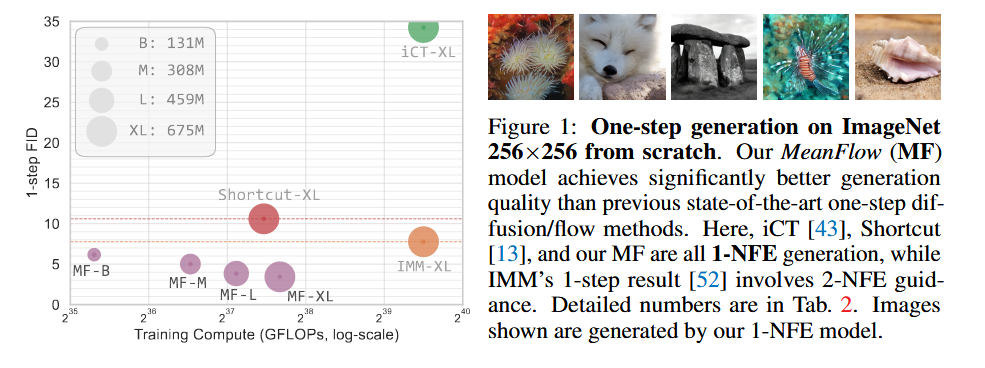 35
30
25
20
15
10
5
0
1-step FID
B: 131M
M: 308M
L: 459M
XL: 675M
iCT-XL
Shortcut-XL
IMM-XL
MF-B
MF-M
MF-L
MF-XL
2^35
2^36
2^37
2^38
2^39
2^40
Training Compute (GFLOPs, log-scale)
Figure 1: One-step generation on ImageNet
256×256 from scratch. Our MeanFlow (MF)
model achieves significantly better generation
quality than previous state-of-the-art one-step dif-
fusion/flow methods. Here, iCT [43], Shortcut
[13], and our MF are all 1-NFE generation, while
IMM's 1-step result [52] involves 2-NFE guid-
ance. Detailed numbers are in Tab. 2. Images
shown are generated by our 1-NFE model.